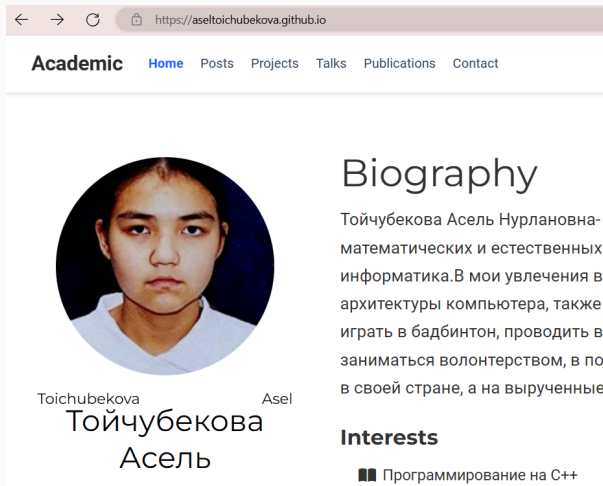 https://aseltoichubekova.github.io
Academic Home Posts Projects Talks Publications Contact
Biography
Тойчубекова Асель Нурлановна-
математических и естественных
информатика.В мои увлечения в
архитектуры компьютера, также
играть в бадбинтон, проводить в
заниматься волонтерством, в по
в своей стране, а на вырученные
Toichubekova Asel
Тойчубекова
Асель
Interests
Программирование на C++